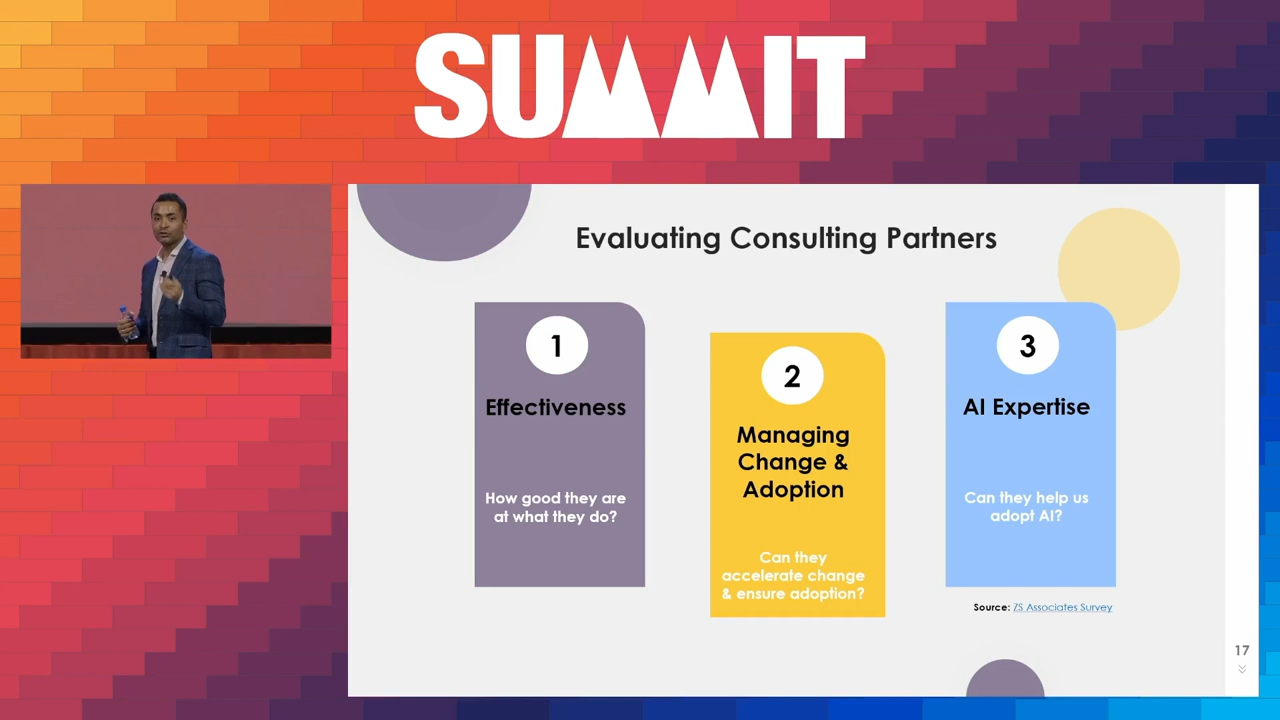 SUMMIT
Evaluating Consulting Partners
1
Effectiveness
How good they are
at what they do?
2
Managing
Change &
Adoption
Can they
accelerate change
& ensure adoption?
3
AI Expertise
Can they help us
adopt AI?
Source: ZS Associates Survey
17